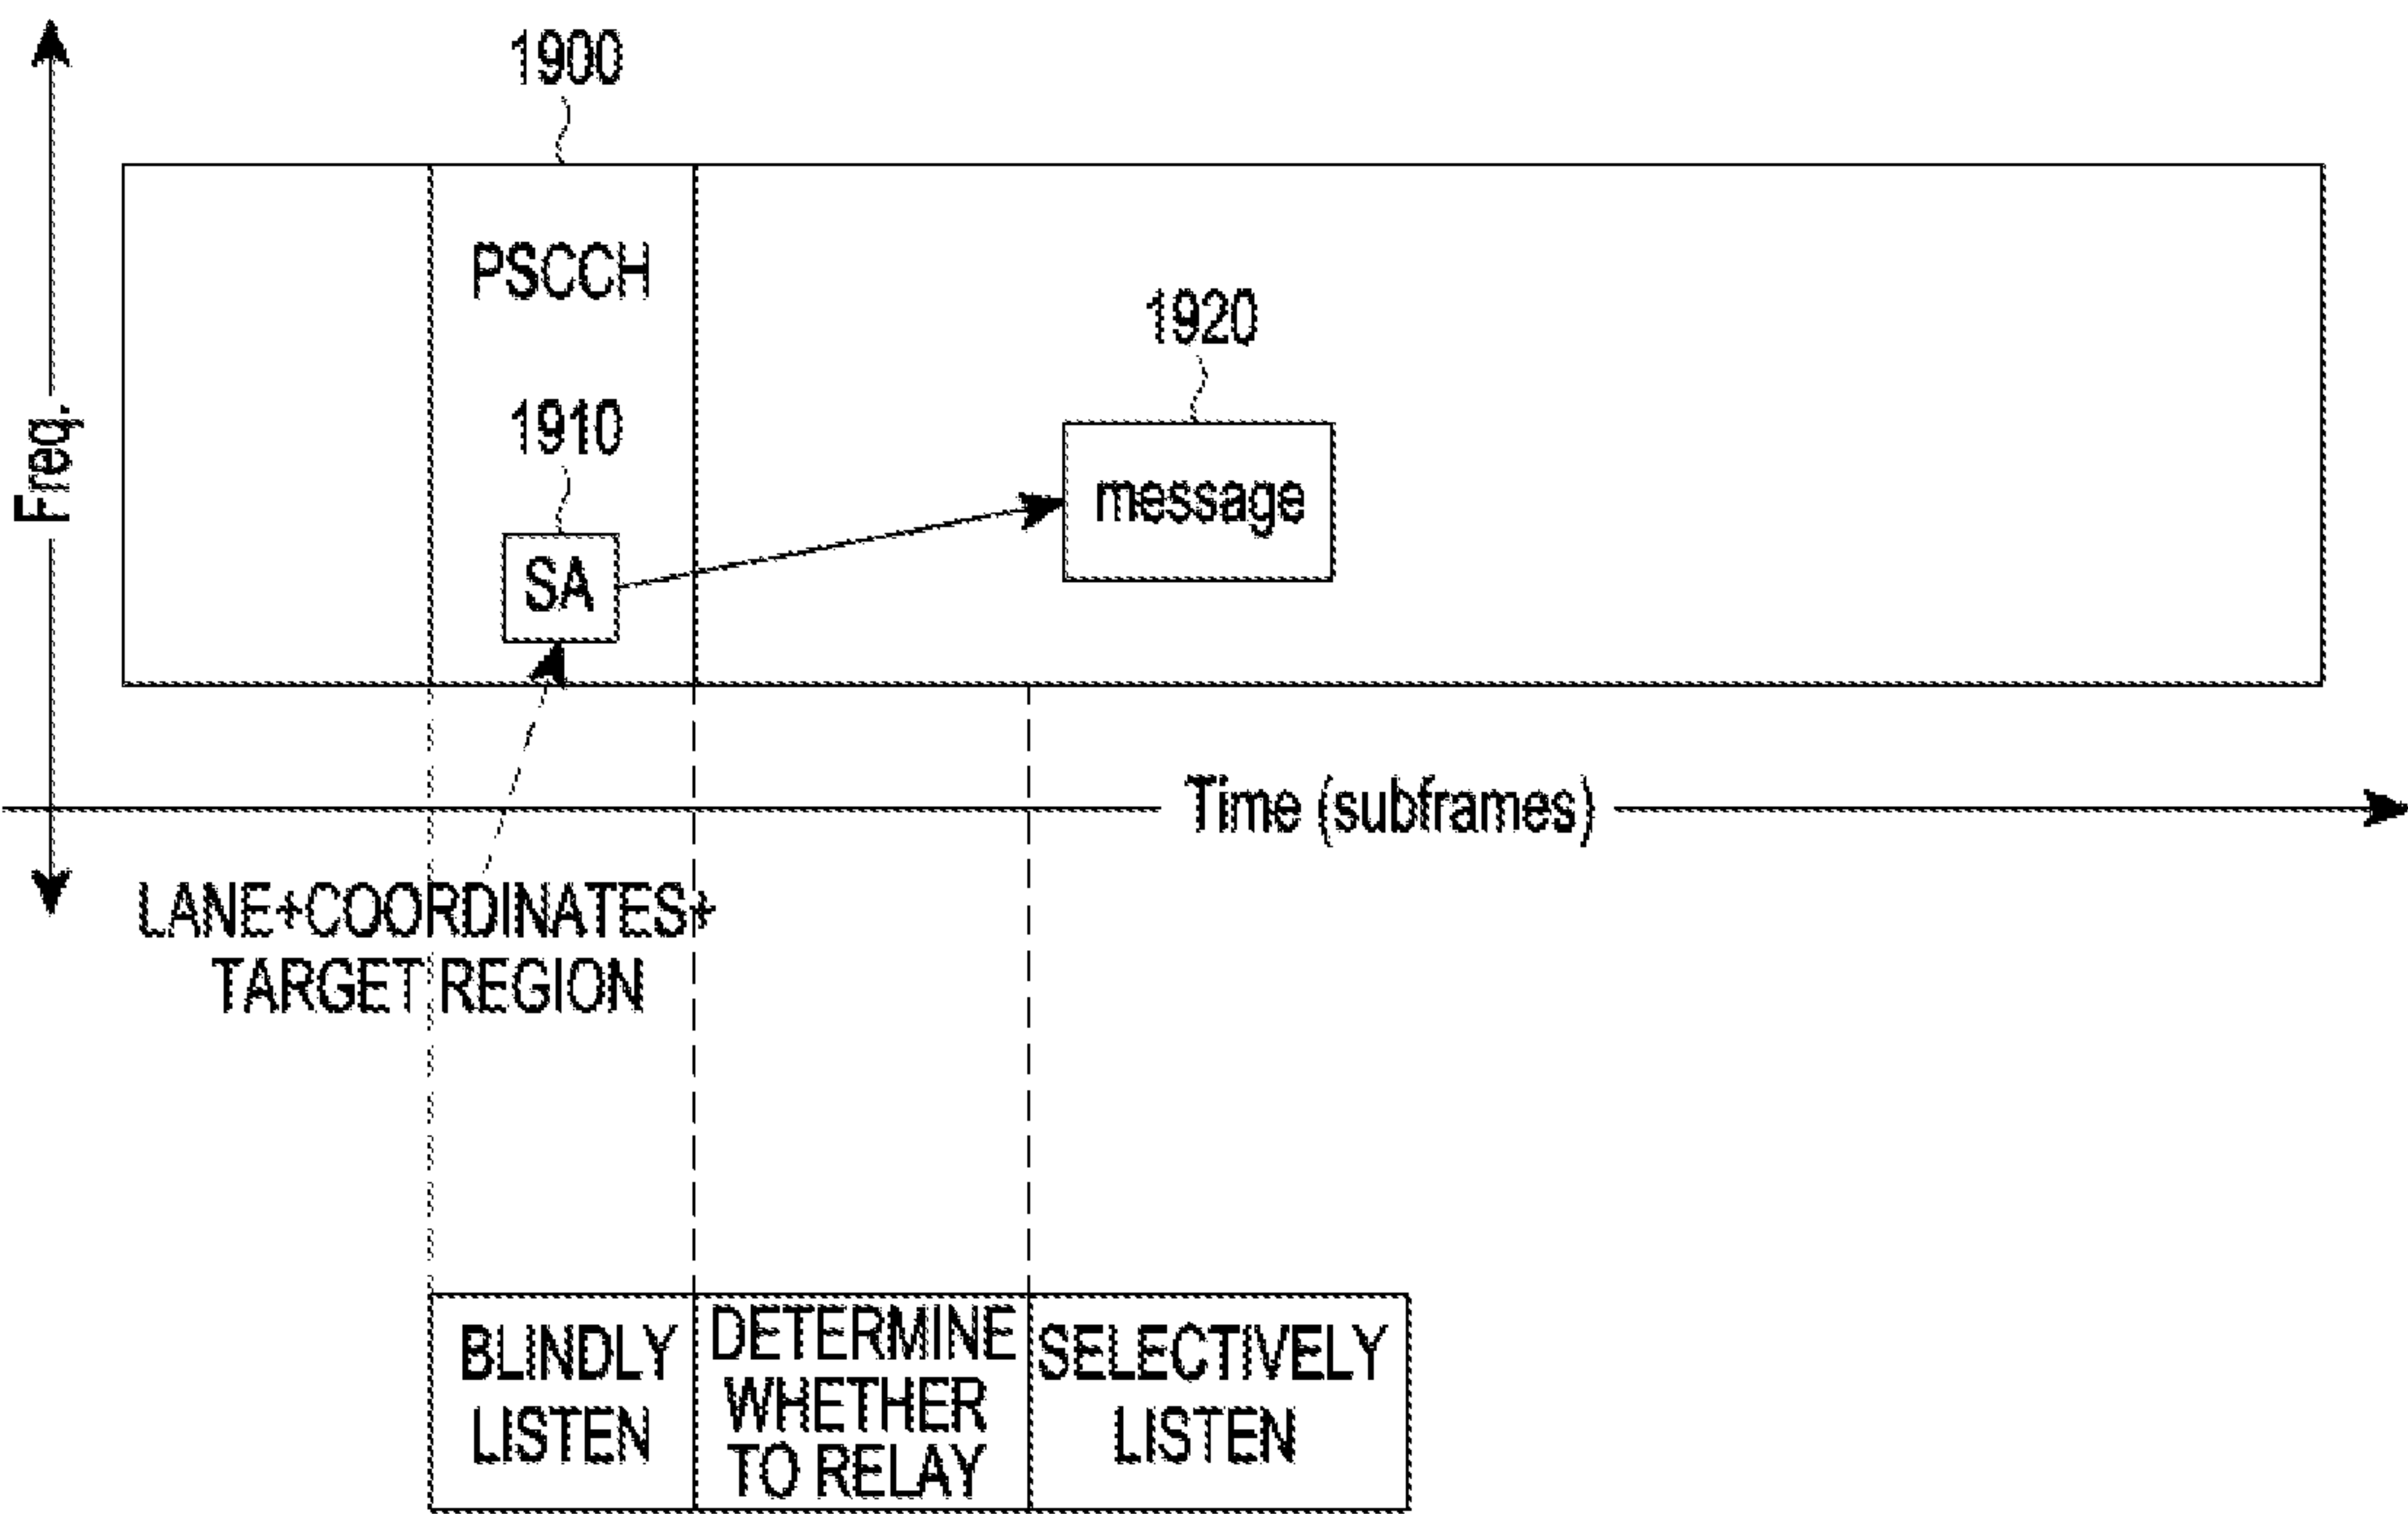 1900
PSCCH
1920
1910
message
SA
Freq.
Time (subframes)
LANE+COORDINATES+
TARGET REGION
BLINDLY
LISTEN
DETERMINE
WHETHER
TO RELAY
SELECTIVELY
LISTEN